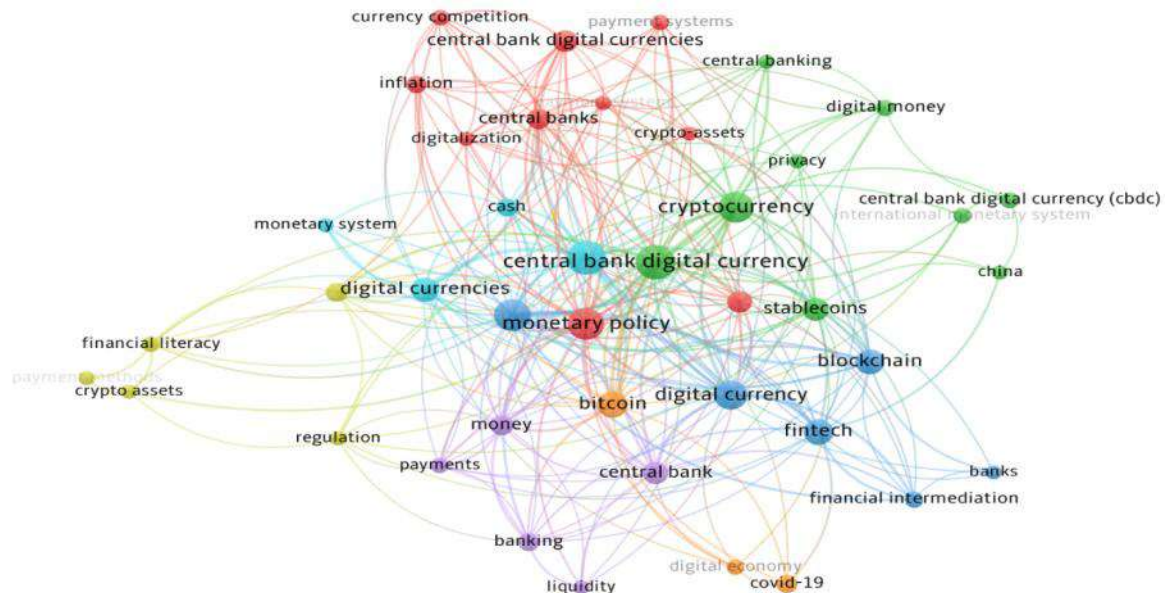 currency competition
payment systems
central bank digital currencies
central banking
inflation
digital money
central banks
crypto-assets
digitalization
privacy
central bank digital currency (cbdc)
cash
cryptocurrency
international monetary system
monetary system
central bank digital currency
china
digital currencies
stablecoins
monetary policy
financial literacy
blockchain
payment methods
crypto assets
digital currency
bitcoin
money
fintech
regulation
payments
central bank
banks
financial intermediation
banking
digital economy
covid-19
liquidity